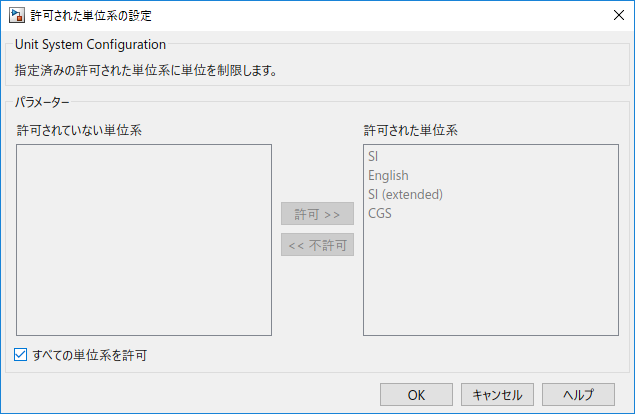 許可された単位系の設定
Unit System Configuration
指定済みの許可された単位系に単位を制限します。
パラメーター
許可されていない単位系
許可された単位系
SI
English
SI (extended)
CGS
許可 >>
<< 不許可
すべての単位系を許可
OK
キャンセル
ヘルプ